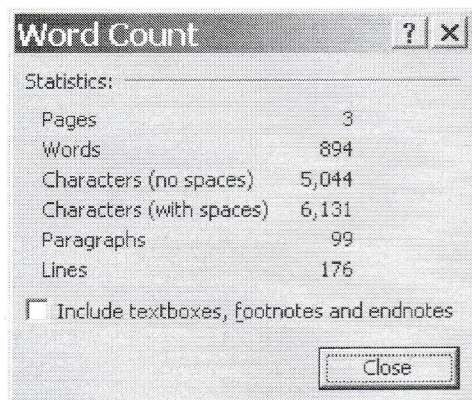 Word Count ? X
Statistics:
Pages 3
Words 894
Characters (no spaces) 5,044
Characters (with spaces) 6,131
Paragraphs 99
Lines 176
Include textboxes, footnotes and endnotes
Close